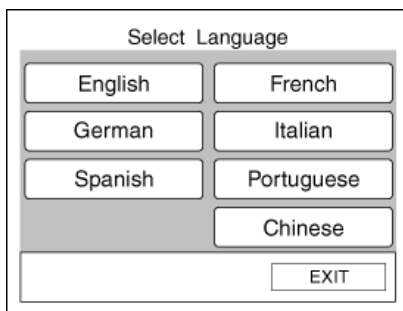 Select Language
English French
German Italian
Spanish Portuguese
Chinese
EXIT